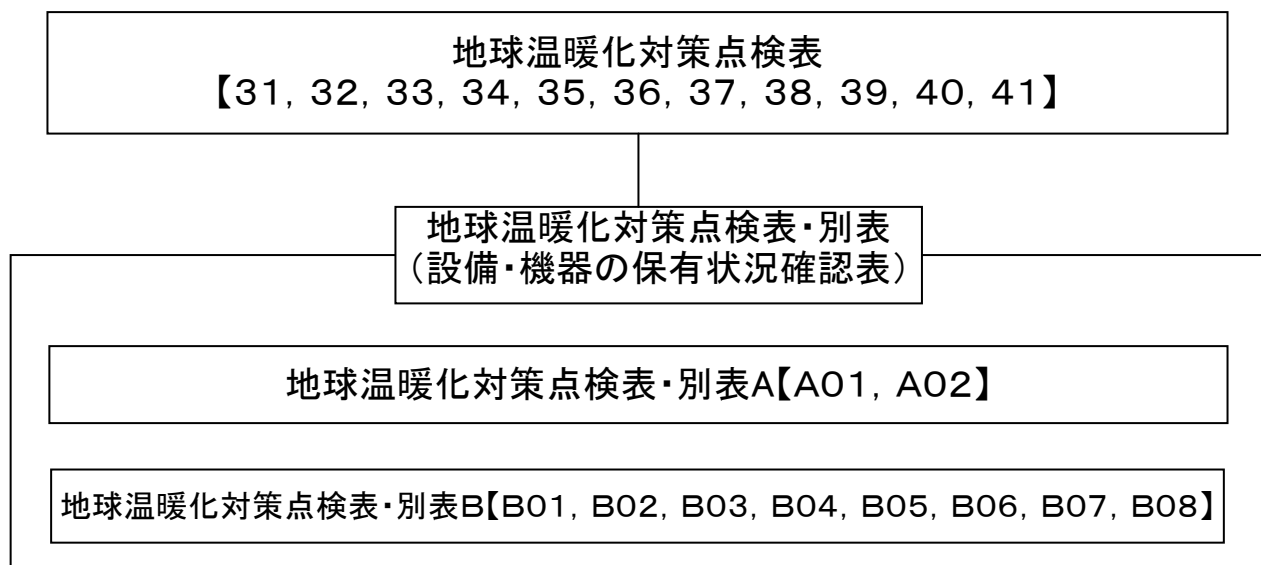 地球温暖化対策点検表
【31, 32, 33, 34, 35, 36, 37, 38, 39, 40, 41】
地球温暖化対策点検表・別表
（設備・機器の保有状況確認表）
地球温暖化対策点検表・別表A【A01, A02】
地球温暖化対策点検表・別表B【B01, B02, B03, B04, B05, B06, B07, B08】